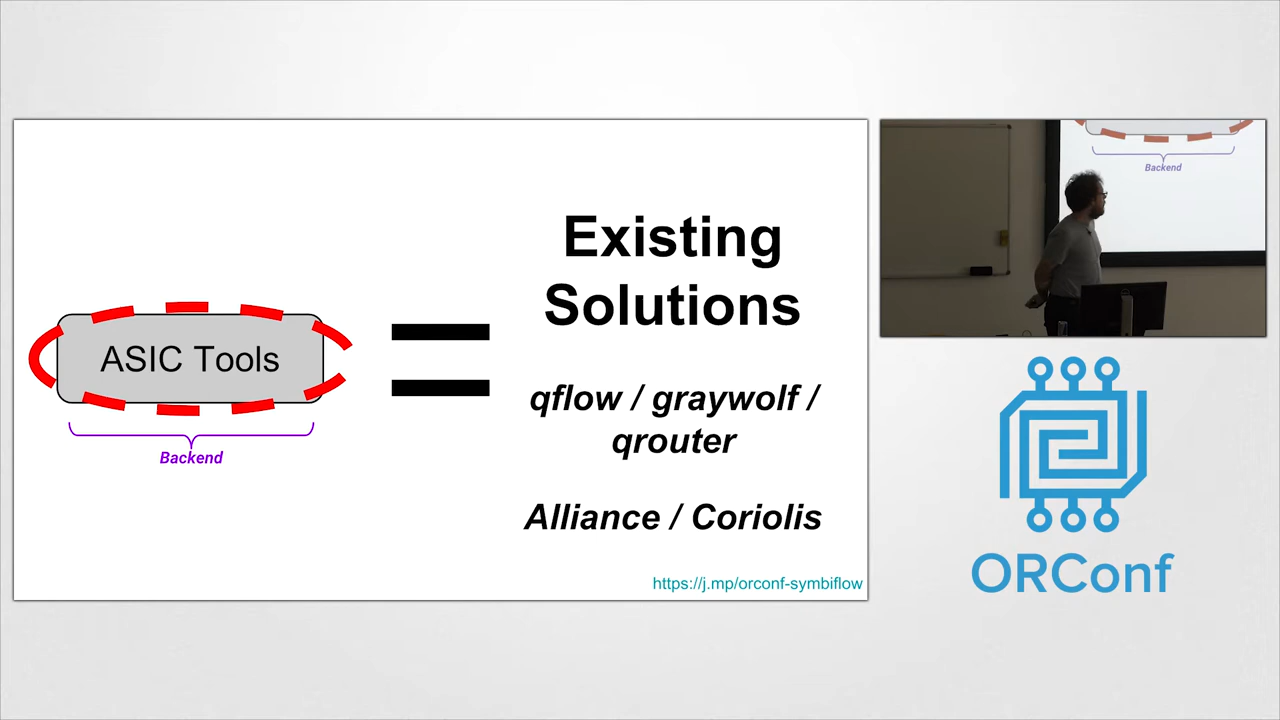 Existing
Solutions
ASIC Tools
=
qflow / graywolf /
qrouter
Backend
Alliance / Coriolis
https://j.mp/orconf-symbiflow
Backend
ORConf